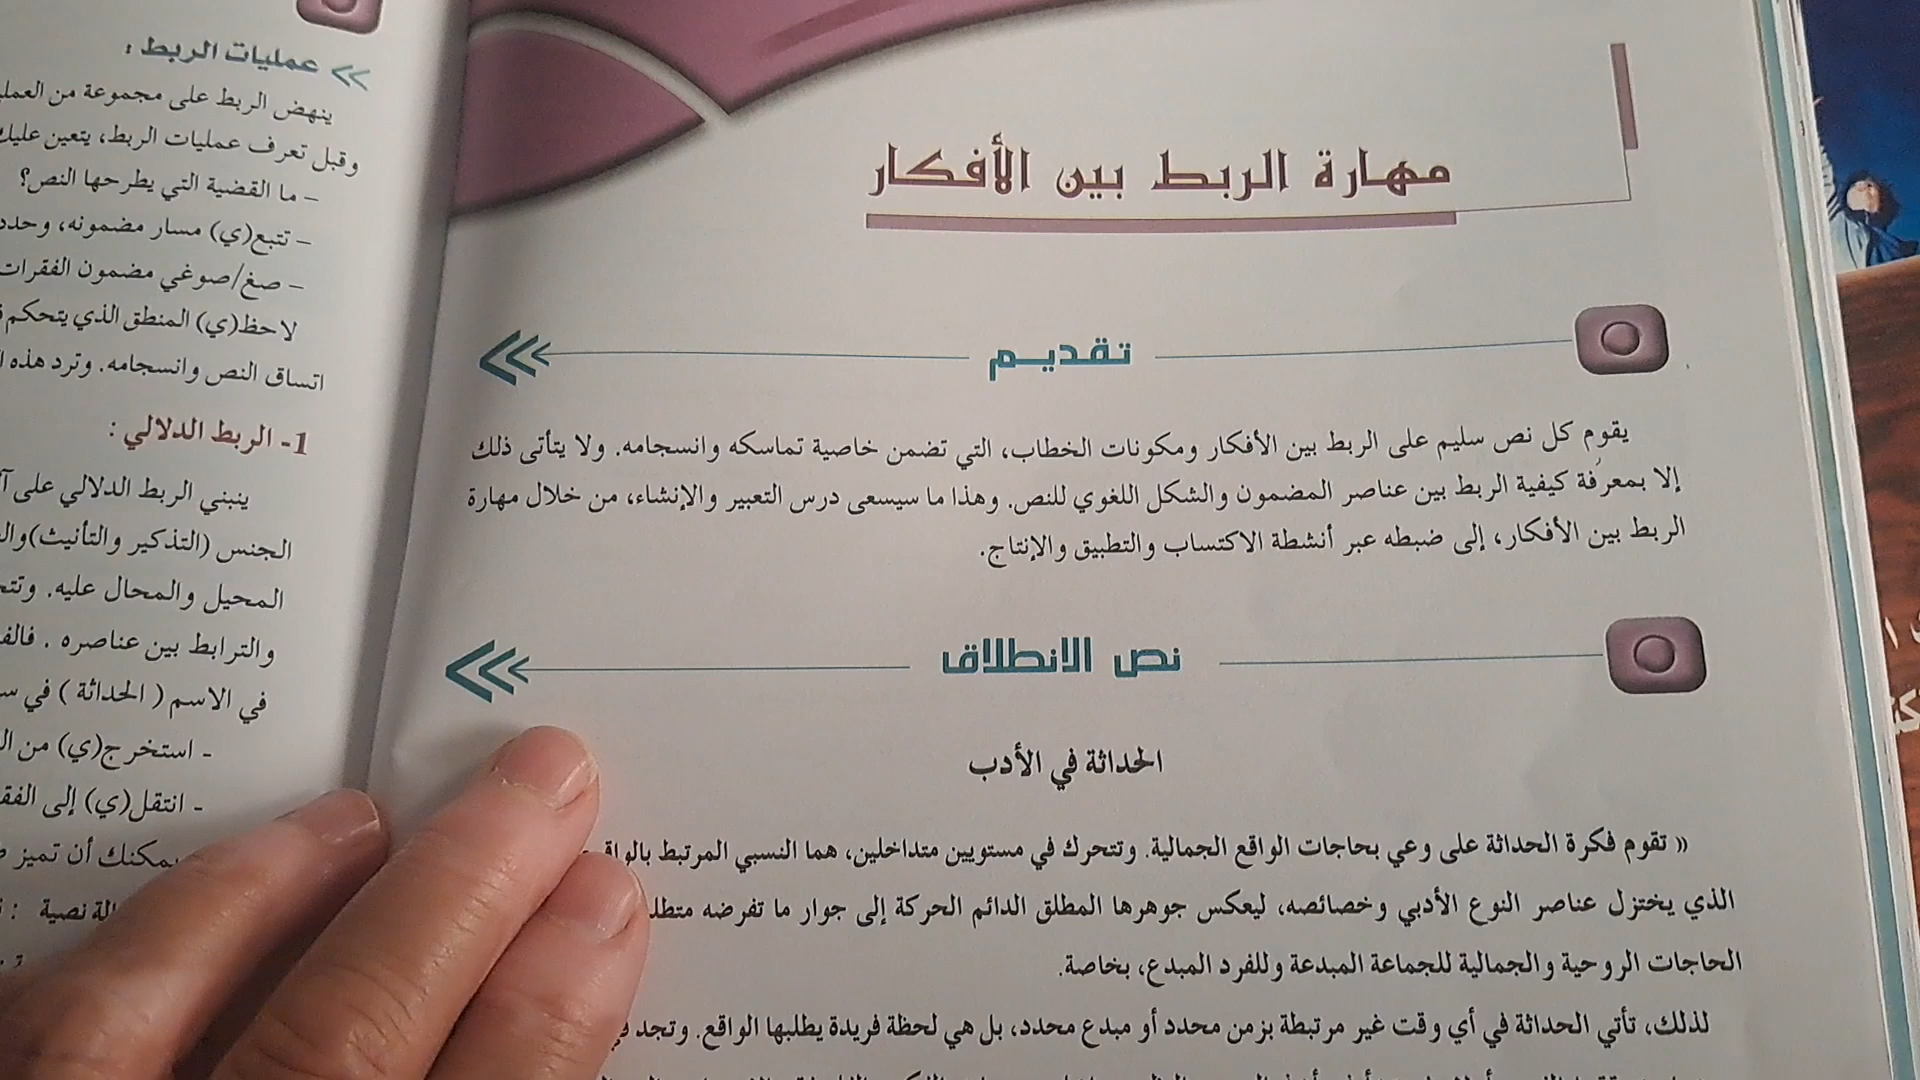 مهارة الربط بين الأفكار
تقديم
يقوم كل نص سليم على الربط بين الأفكار ومكونات الخطاب، التي تضمن خاصية تماسكه وانسجامه. ولا يتأتى ذلك
إلا بمعرفة كيفية الربط بين عناصر المضمون والشكل اللغوي للنص. وهذا ما سيسعى درس التعبير والإنشاء، من خلال مهارة
الربط بين الأفكار، إلى ضبطه عبر أنشطة الاكتساب والتطبيق والإنتاج.
نص الانطلاق
الحداثة في الأدب
« تقوم فكرة الحداثة على وعي بحاجات الواقع الجمالية. وتتحرك في مستويين متداخلين، هما النسبي المرتبط
الذي يختزل عناصر النوع الأدبي وخصائصه، ليعكس جوهرها المطلق الدائم الحركة إلى جوار ما تفرضه
الحاجات الروحية والجمالية للجماعة المبدعة وللفرد المبدع، بخاصة.
لذلك، تأتي الحداثة في أي وقت غير مرتبطة بزمن محدد أو مبدع محدد، بل هي لحظة فريدة يطلبها الواقع. وتجد
عمليات الربط :
ينهض الربط على مجموعة من
وقبل تعرف عمليات الربط، يتعين
– ما القضية التي يطرحها النص؟
– تتبع(ي) مسار مضمونه،
– صغ/صوغي مضمون الفقرات
لاحظ(ي) المنطق الذي يتحكم
اتساق النص وانسجامه. وترد هذه
1- الربط الدلالي :
ينبني الربط الدلالي على
الجنس (التذكير والتأنيث)
المحيل والمحال عليه.
والترابط بين عناصره .
في الاسم ( الحداثة ) في
- استخرج(ي) من
- انتقل(ي) إلى
يمكنك أن تميز
نصية :